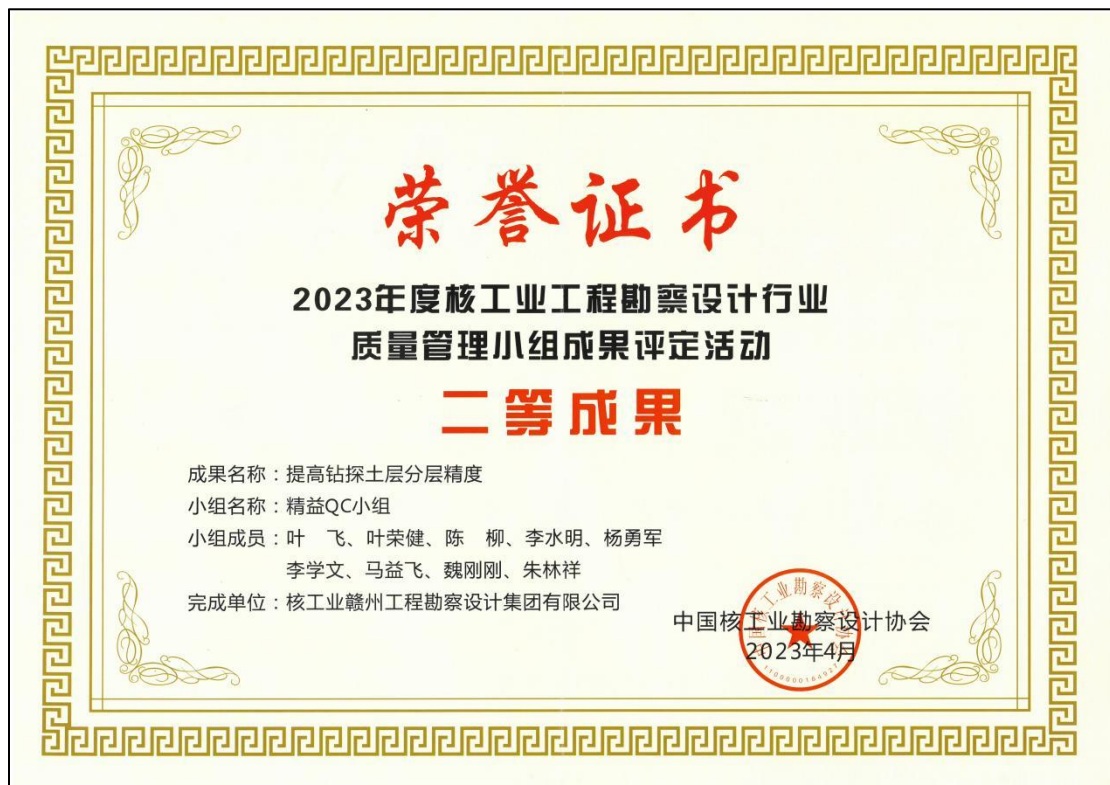 荣誉证书
2023年度核工业工程勘察设计行业
质量管理小组成果评定活动
二等成果
成果名称：提高钻探土层分层精度
小组名称：精益QC小组
小组成员：叶　飞、叶荣健、陈　柳、李水明、杨勇军
李学文、马益飞、魏刚刚、朱林祥
完成单位：核工业赣州工程勘察设计集团有限公司
中国核工业勘察设计协会
2023年4月